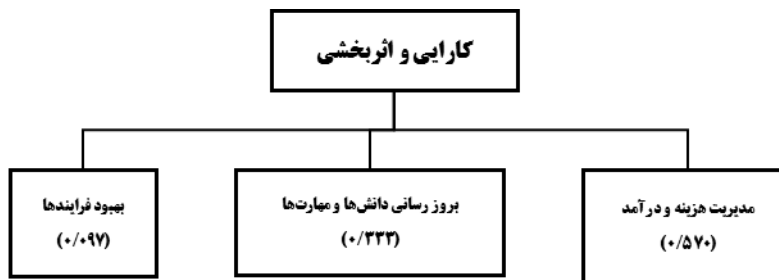 کارایی و اثربخشی
مدیریت هزینه و درآمد
(۰/۵۷۰)
بروز رسانی دانش‌ها و مهارت‌ها
(۰/۳۳۳)
بهبود فرایندها
(۰/۰۹۷)